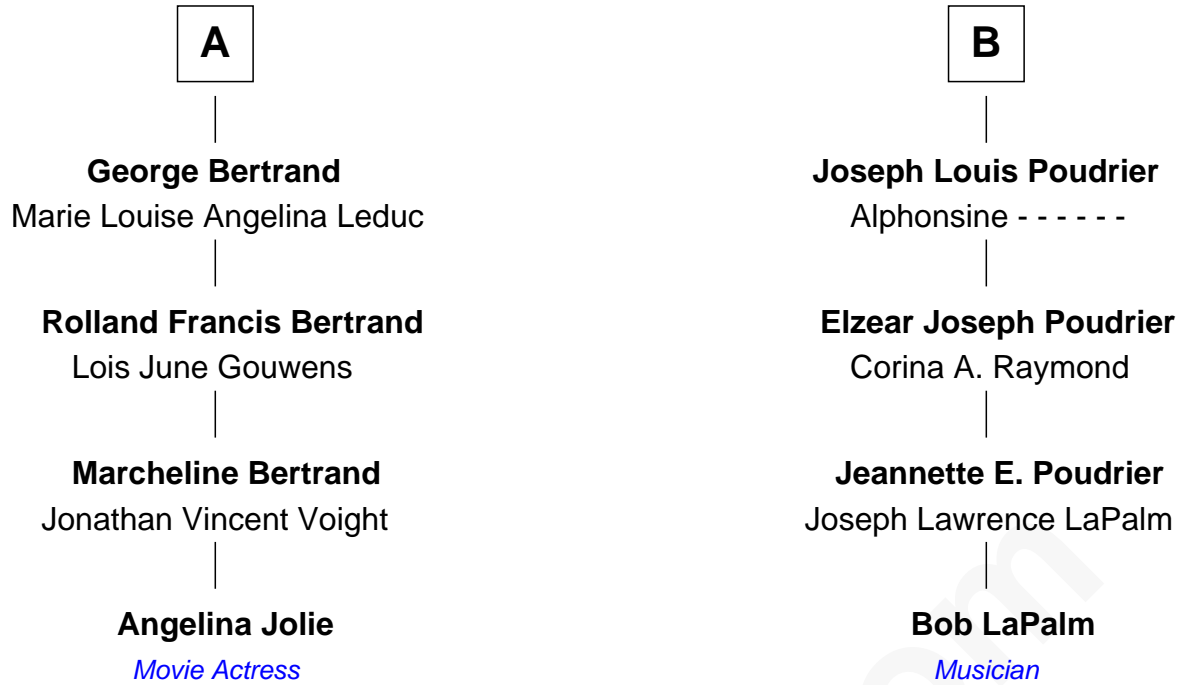 A
George Bertrand
Marie Louise Angelina Leduc
Rolland Francis Bertrand
Lois June Gouwens
Marcheline Bertrand
Jonathan Vincent Voight
Angelina Jolie
Movie Actress
B
Joseph Louis Poudrier
Alphonsine - - - - - -
Elzear Joseph Poudrier
Corina A. Raymond
Jeannette E. Poudrier
Joseph Lawrence LaPalm
Bob LaPalm
Musician
om